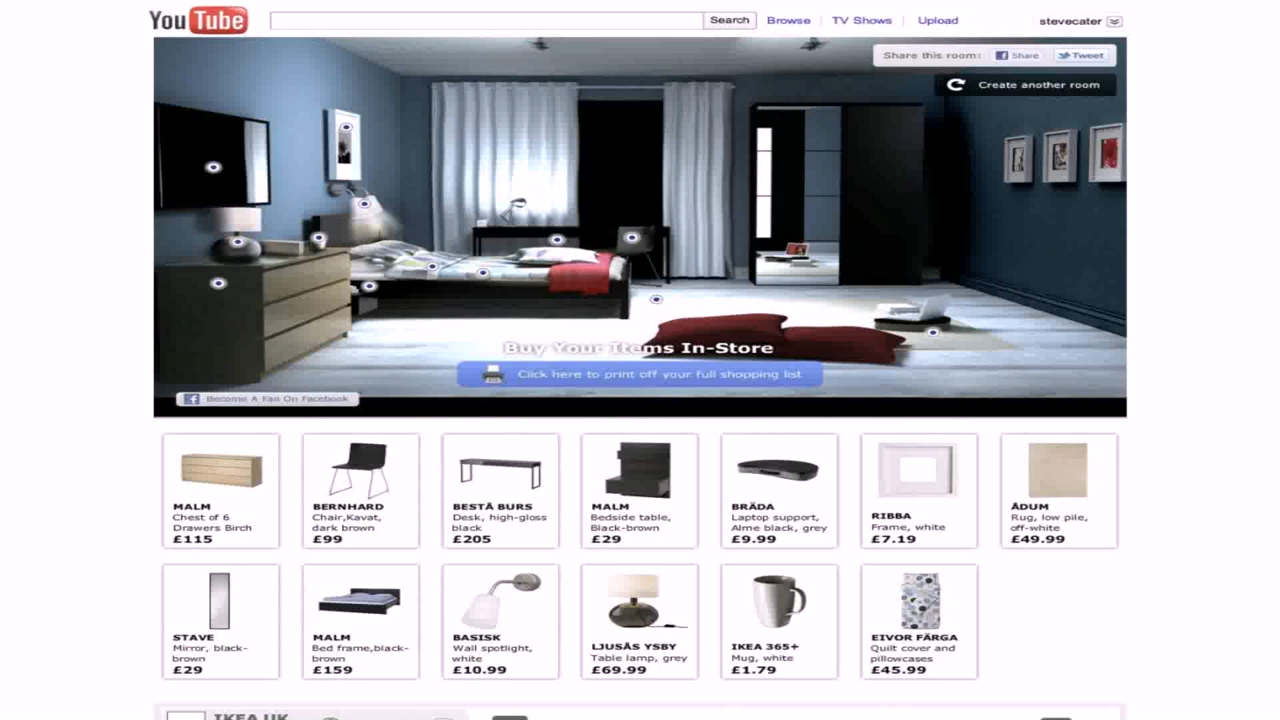 YouTube
Search
Browse
TV Shows
Upload
stevecater
Share this room:
Share
Tweet
Create another room
Buy Your Items In-Store
Click here to print off your full shopping list
Become A Fan On Facebook
MALM
Chest of 6
Drawers Birch
£115
BERNHARD
Chair,Kavat,
dark brown
£99
BESTÅ BURS
Desk, high-gloss
black
£205
MALM
Bedside table,
Black-brown
£29
BRÄDA
Laptop support,
Alme black, grey
£9.99
RIBBA
Frame, white
£7.19
ÅDUM
Rug, low pile,
off-white
£49.99
STAVE
Mirror, black-
brown
£29
MALM
Bed frame,black-
brown
£159
BASISK
Wall spotlight,
white
£10.99
LJUSÅS YSBY
Table lamp, grey
£69.99
IKEA 365+
Mug, white
£1.79
EIVOR FÄRGA
Quilt cover and
pillowcases
£45.99
IKEA UK